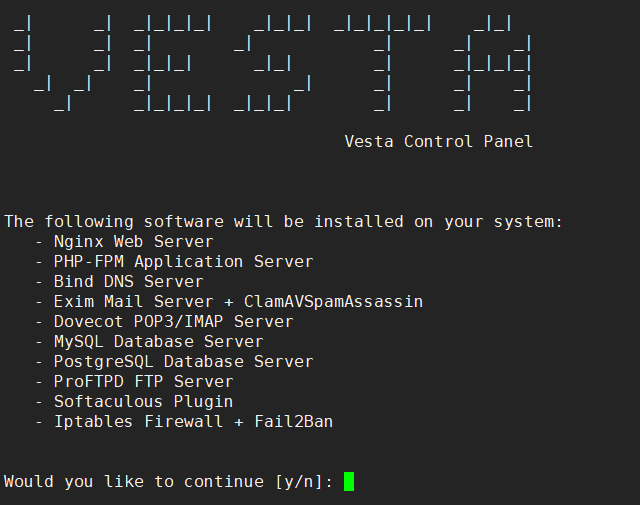 VESTA
Vesta Control Panel
The following software will be installed on your system:
- Nginx Web Server
- PHP-FPM Application Server
- Bind DNS Server
- Exim Mail Server + ClamAVSpamAssassin
- Dovecot POP3/IMAP Server
- MySQL Database Server
- PostgreSQL Database Server
- ProFTPD FTP Server
- Softaculous Plugin
- Iptables Firewall + Fail2Ban
Would you like to continue [y/n]: